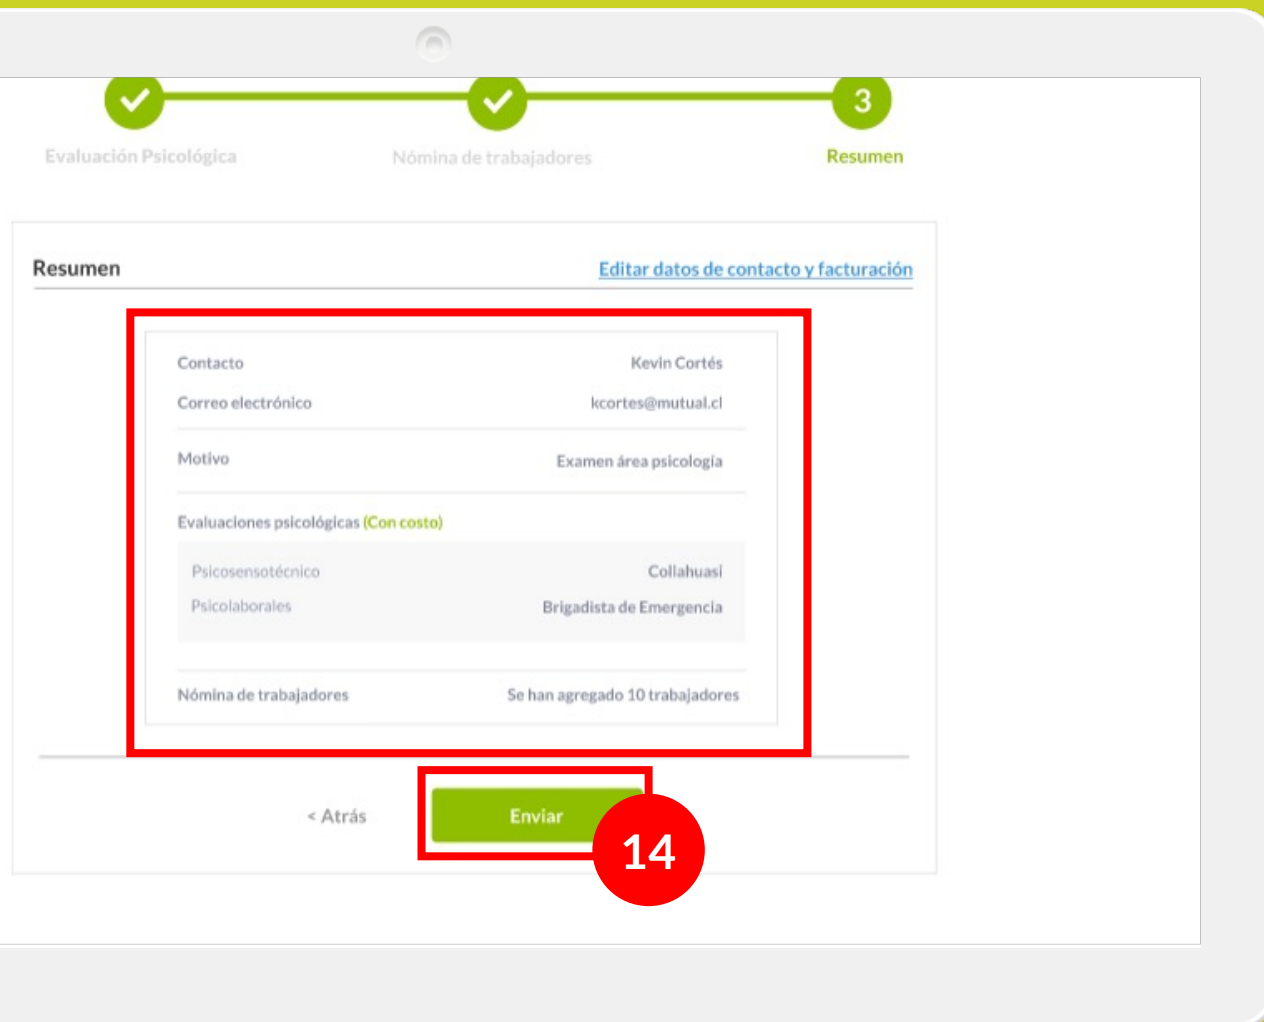 3
Evaluación Psicológica
Nómina de trabajadores
Resumen
Resumen
Editar datos de contacto y facturación
Contacto
Kevin Cortés
Correo electrónico
kcortes@mutual.cl
Motivo
Examen área psicología
Evaluaciones psicológicas (Con costo)
Psicosensotécnico
Collahuasi
Psicolaborales
Brigadista de Emergencia
Nómina de trabajadores
Se han agregado 10 trabajadores
< Atrás
Enviar
14